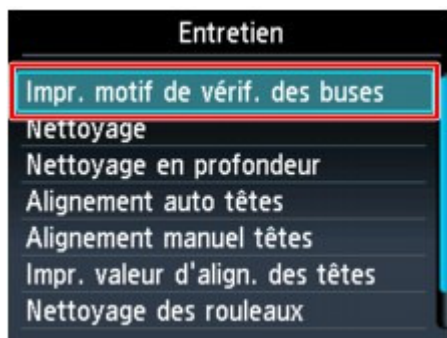 Entretien
Impr. motif de vérif. des buses
Nettoyage
Nettoyage en profondeur
Alignement auto têtes
Alignement manuel têtes
Impr. valeur d'align. des têtes
Nettoyage des rouleaux